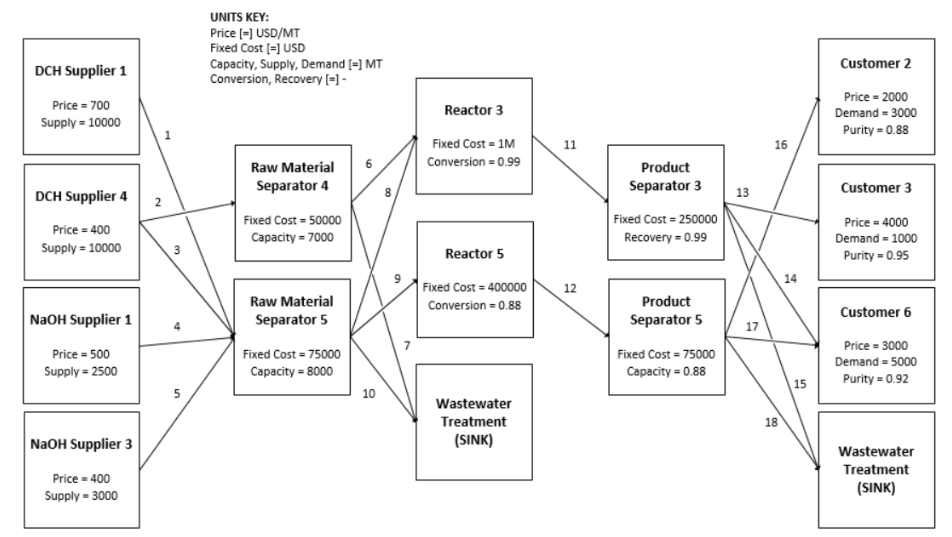 UNITS KEY:
Price [=] USD/MT
Fixed Cost [=] USD
Capacity, Supply, Demand [=] MT
Conversion, Recovery [=] -
DCH Supplier 1
Price = 700
Supply = 10000
DCH Supplier 4
Price = 400
Supply = 10000
NaOH Supplier 1
Price = 500
Supply = 2500
NaOH Supplier 3
Price = 400
Supply = 3000
1
2
3
4
5
Raw Material
Separator 4
Fixed Cost = 50000
Capacity = 7000
Raw Material
Separator 5
Fixed Cost = 75000
Capacity = 8000
6
8
9
7
10
Reactor 3
Fixed Cost = 1M
Conversion = 0.99
Reactor 5
Fixed Cost = 400000
Conversion = 0.88
Wastewater
Treatment
(SINK)
11
12
Product
Separator 3
Fixed Cost = 250000
Recovery = 0.99
Product
Separator 5
Fixed Cost = 75000
Capacity = 0.88
16
13
14
17
15
18
Customer 2
Price = 2000
Demand = 3000
Purity = 0.88
Customer 3
Price = 4000
Demand = 1000
Purity = 0.95
Customer 6
Price = 3000
Demand = 5000
Purity = 0.92
Wastewater
Treatment
(SINK)